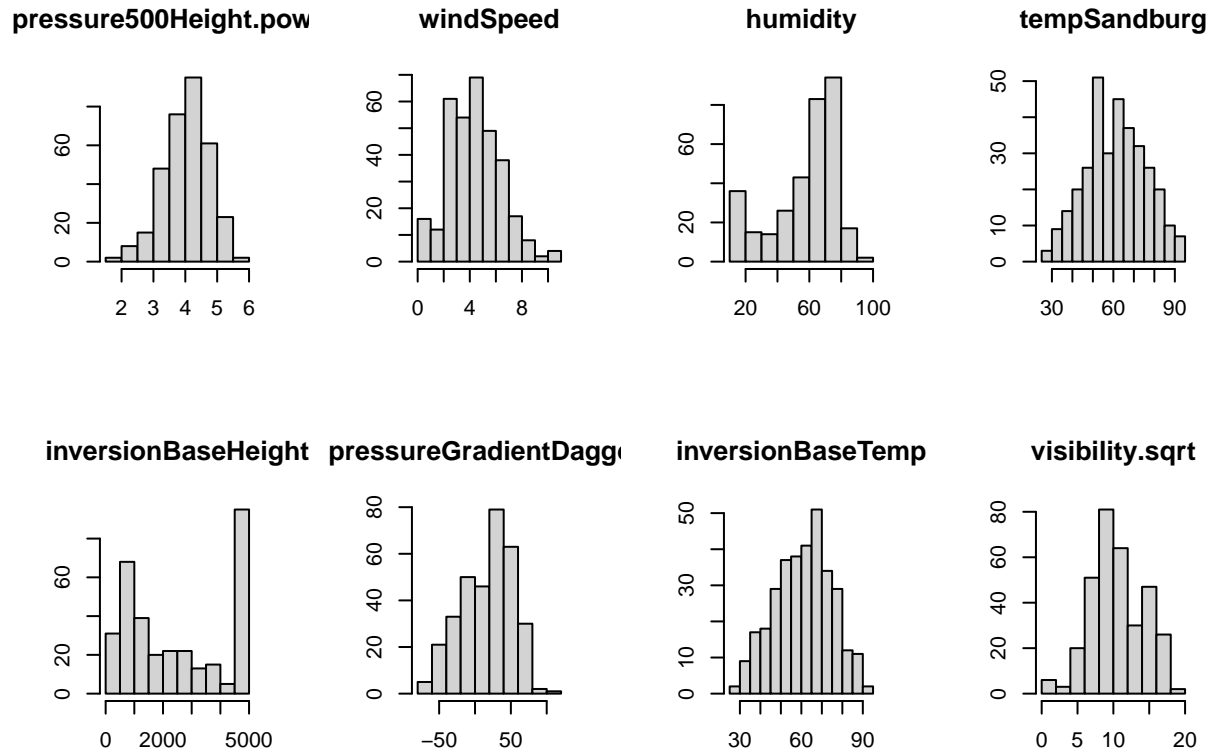 pressure500Height.pow
windSpeed
humidity
tempSandburg
0 20 60
2 3 4 5 6
0 20 40 60
0 4 8
0 20 60
20 60 100
10 30 50
30 60 90
inversionBaseHeight
pressureGradientDagge
inversionBaseTemp
visibility.sqrt
0 20 60
0 2000 5000
0 20 40 60 80
−50 50
0 10 30 50
30 60 90
0 20 40 60 80
0 5 10 20